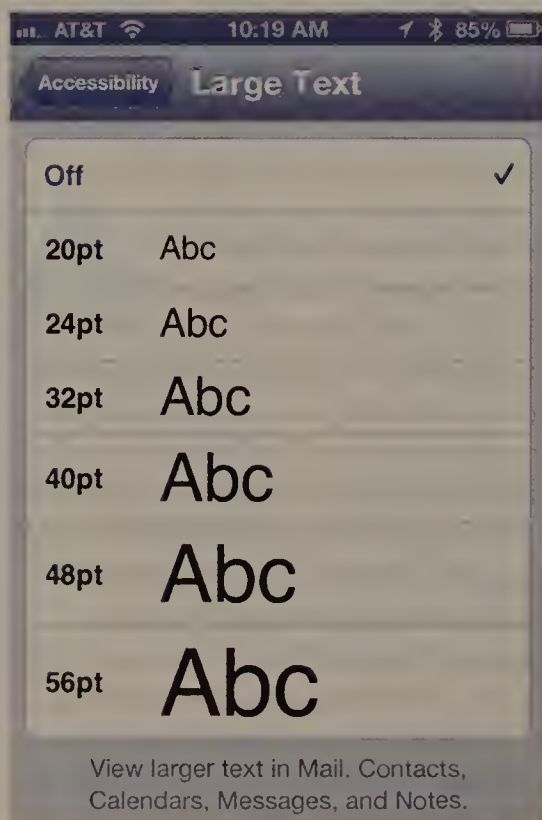 AT&T 10:19 AM 85%
Accessibility Large Text
Off
20pt Abc
24pt Abc
32pt Abc
40pt Abc
48pt Abc
56pt Abc
View larger text in Mail. Contacts,
Calendars, Messages, and Notes.